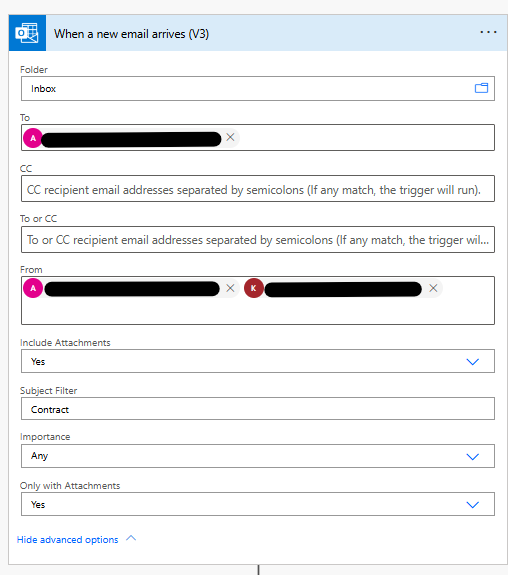 When a new email arrives (V3)
Folder
Inbox
To
A
CC
CC recipient email addresses separated by semicolons (If any match, the trigger will run).
To or CC
To or CC recipient email addresses separated by semicolons (If any match, the trigger wil...
From
A K
Include Attachments
Yes
Subject Filter
Contract
Importance
Any
Only with Attachments
Yes
Hide advanced options